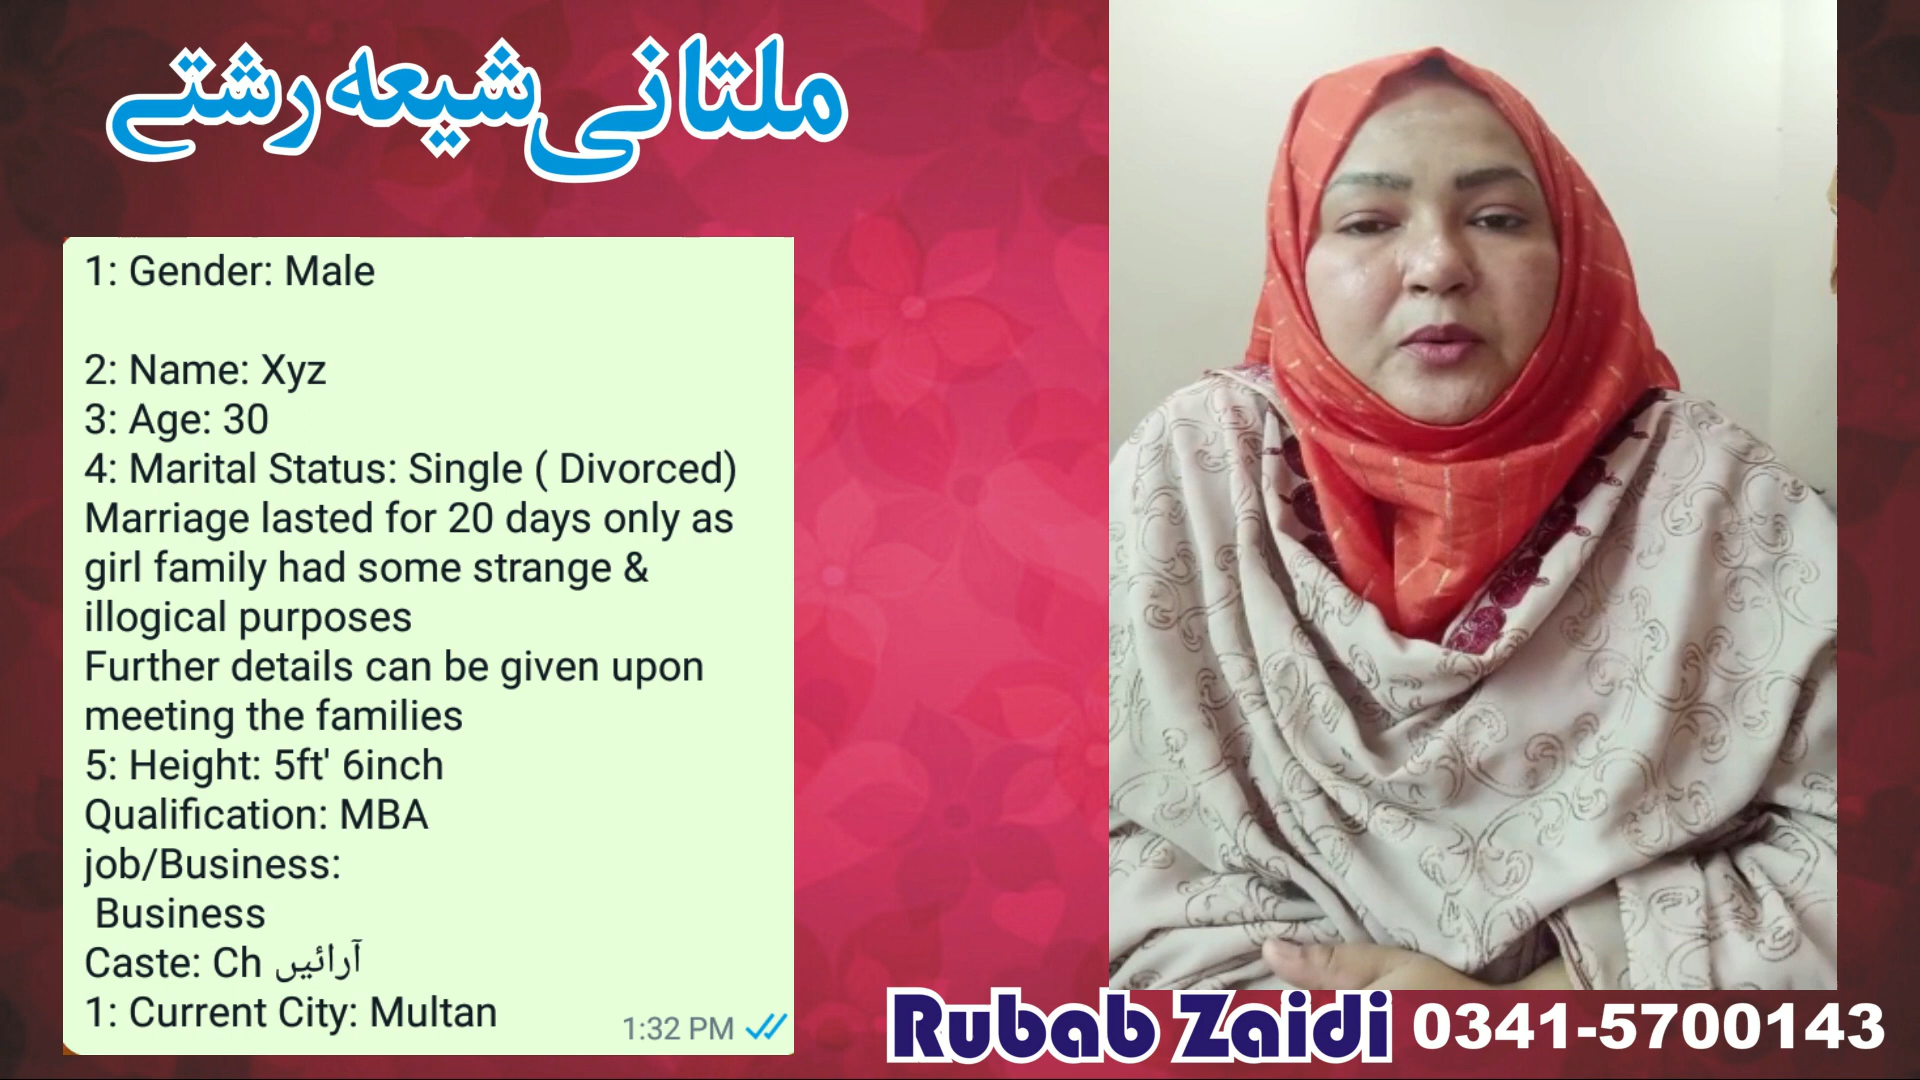 ملتانی شیعہ رشتے
1: Gender: Male
2: Name: Xyz
3: Age: 30
4: Marital Status: Single ( Divorced)
Marriage lasted for 20 days only as
girl family had some strange &
illogical purposes
Further details can be given upon
meeting the families
5: Height: 5ft' 6inch
Qualification: MBA
job/Business:
Business
Caste: Ch آرائیں
1: Current City: Multan
1:32 PM
Rubab Zaidi 0341-5700143